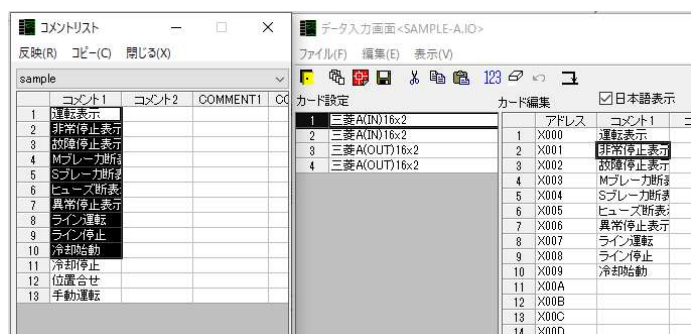 コメントリスト
反映(R) コピー(C) 閉じる(X)
sample
コメント1 コメント2 COMMENT1 CO
1 運転表示
2 非常停止表示
3 故障停止表示
4 Mブレーカ断表
5 Sブレーカ断表
6 ヒューズ断表
7 異常停止表示
8 ライン運転
9 ライン停止
10 冷却始動
11 冷却停止
12 位置合せ
13 手動運転
データ入力画面<SAMPLE-A.IO>
ファイル(F) 編集(E) 表示(V)
123
カード設定
1 三菱A(IN)16x2
2 三菱A(IN)16x2
3 三菱A(OUT)16x2
4 三菱A(OUT)16x2
カード編集 日本語表示
アドレス コメント1 コ
1 X000 運転表示
2 X001 非常停止表示
3 X002 故障停止表示
4 X003 Mブレーカ断表
5 X004 Sブレーカ断表
6 X005 ヒューズ断表
7 X006 異常停止表示
8 X007 ライン運転
9 X008 ライン停止
10 X009 冷却始動
11 X00A
12 X00B
13 X00C
14 X00D